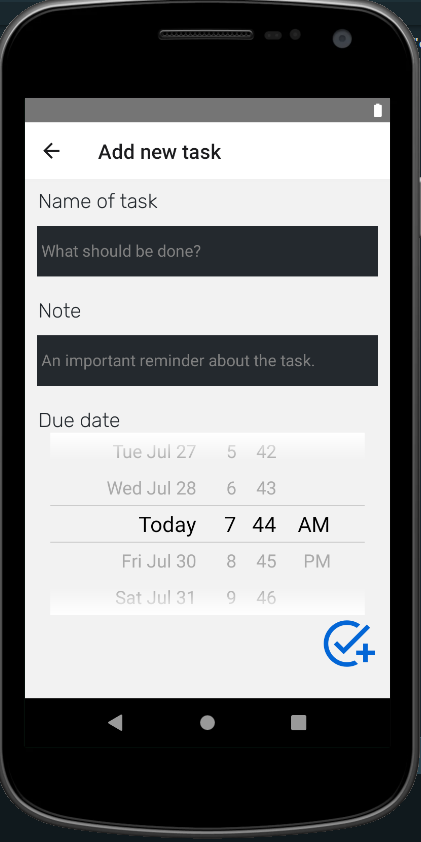 Add new task
Name of task
What should be done?
Note
An important reminder about the task.
Due date
Tue Jul 27 5 42
Wed Jul 28 6 43
Today 7 44 AM
Fri Jul 30 8 45 PM
Sat Jul 31 9 46